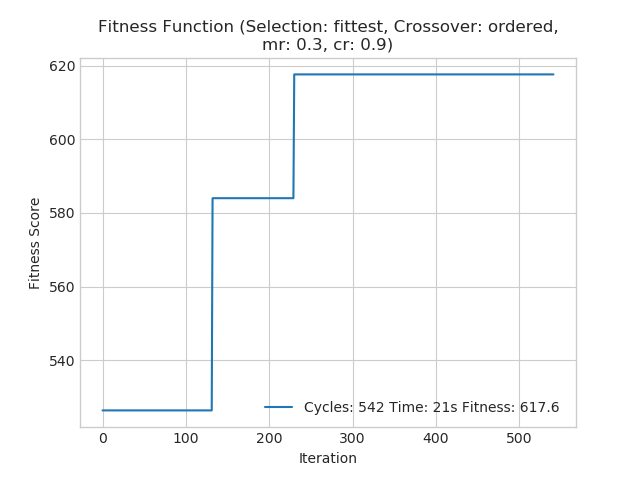 Fitness Function (Selection: fittest, Crossover: ordered,
mr: 0.3, cr: 0.9)
620
600
580
560
540
Fitness Score
Cycles: 542 Time: 21s Fitness: 617.6
0 100 200 300 400 500
Iteration